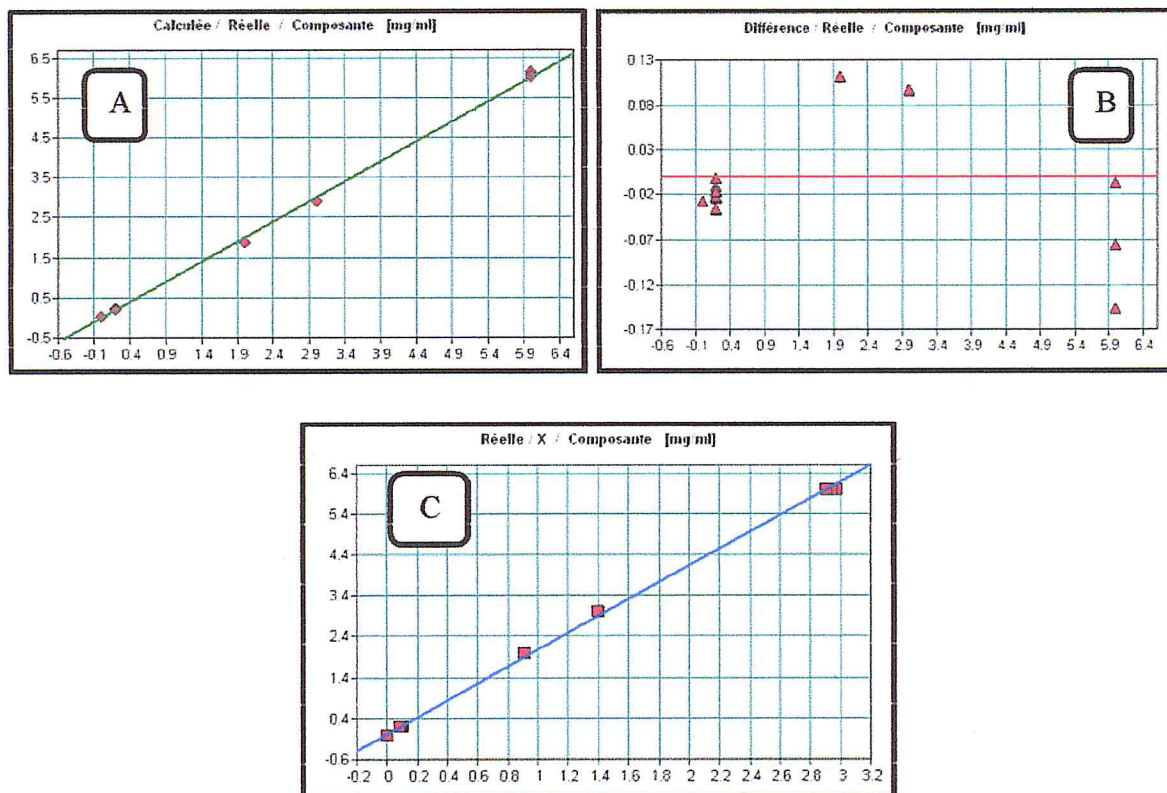 Calculée / Réelle / Composante [mg/ml]
A
6.5
5.5
4.5
3.5
2.5
1.5
0.5
-0.5
-0.6 -0.1 0.4 0.9 1.4 1.9 2.4 2.9 3.4 3.9 4.4 4.9 5.4 5.9 6.4
Différence / Réelle / Composante [mg/ml]
B
0.13
0.08
0.03
-0.02
-0.07
-0.12
-0.17
-0.6 -0.1 0.4 0.9 1.4 1.9 2.4 2.9 3.4 3.9 4.4 4.9 5.4 5.9 6.4
Réelle / X / Composante [mg/ml]
C
6.4
5.4
4.4
3.4
2.4
1.4
0.4
-0.6
-0.2 0 0.2 0.4 0.6 0.8 1 1.2 1.4 1.6 1.8 2 2.2 2.4 2.6 2.8 3 3.2